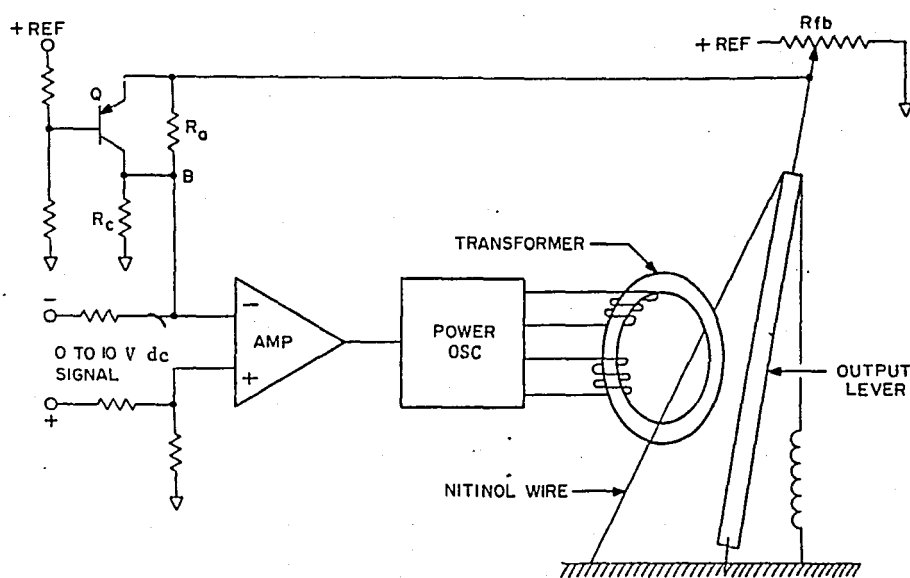 + REF
Rfb
+ REF
Q
Ra
B
Rc
TRANSFORMER
−
AMP
−
+
POWER
OSC
0 TO 10 V dc
SIGNAL
+
OUTPUT
LEVER
NITINOL WIRE